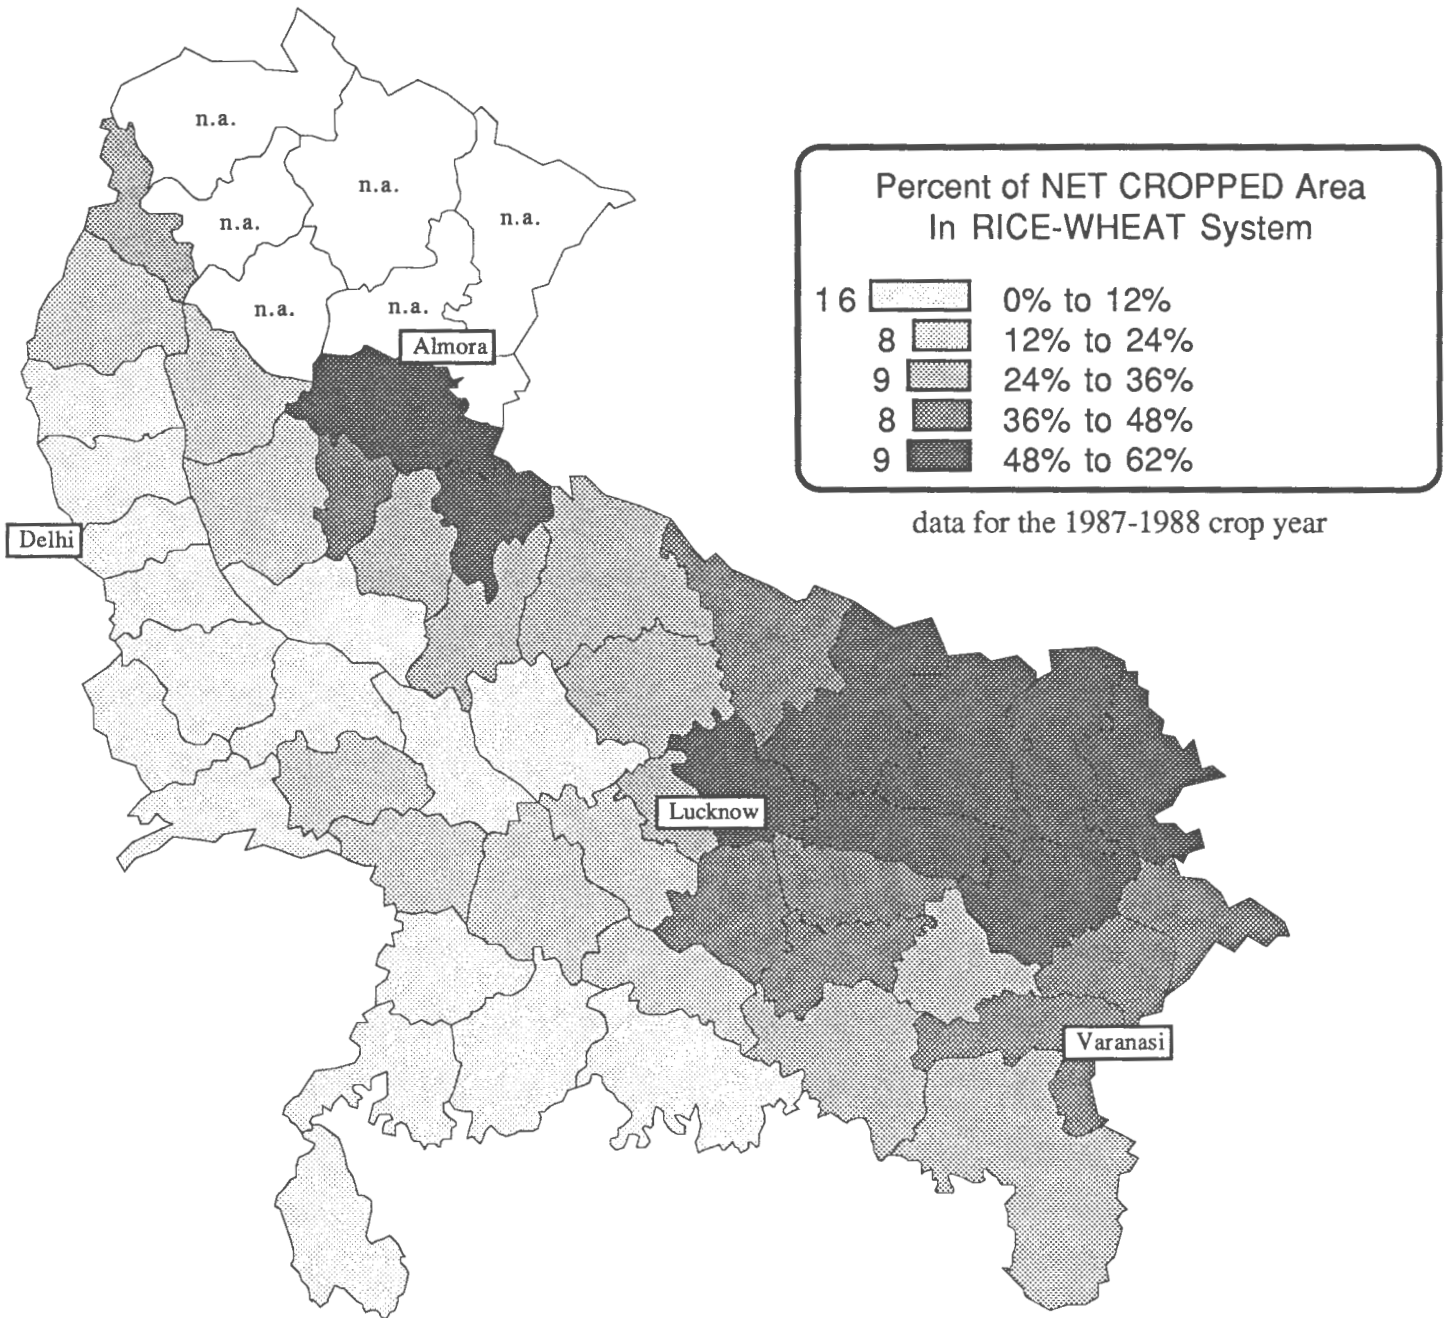 n.a.
n.a.
n.a.
n.a.
n.a.
n.a.
Almora
Delhi
Lucknow
Varanasi
Percent of NET CROPPED Area
In RICE-WHEAT System
16 0% to 12%
8 12% to 24%
9 24% to 36%
8 36% to 48%
9 48% to 62%
data for the 1987-1988 crop year